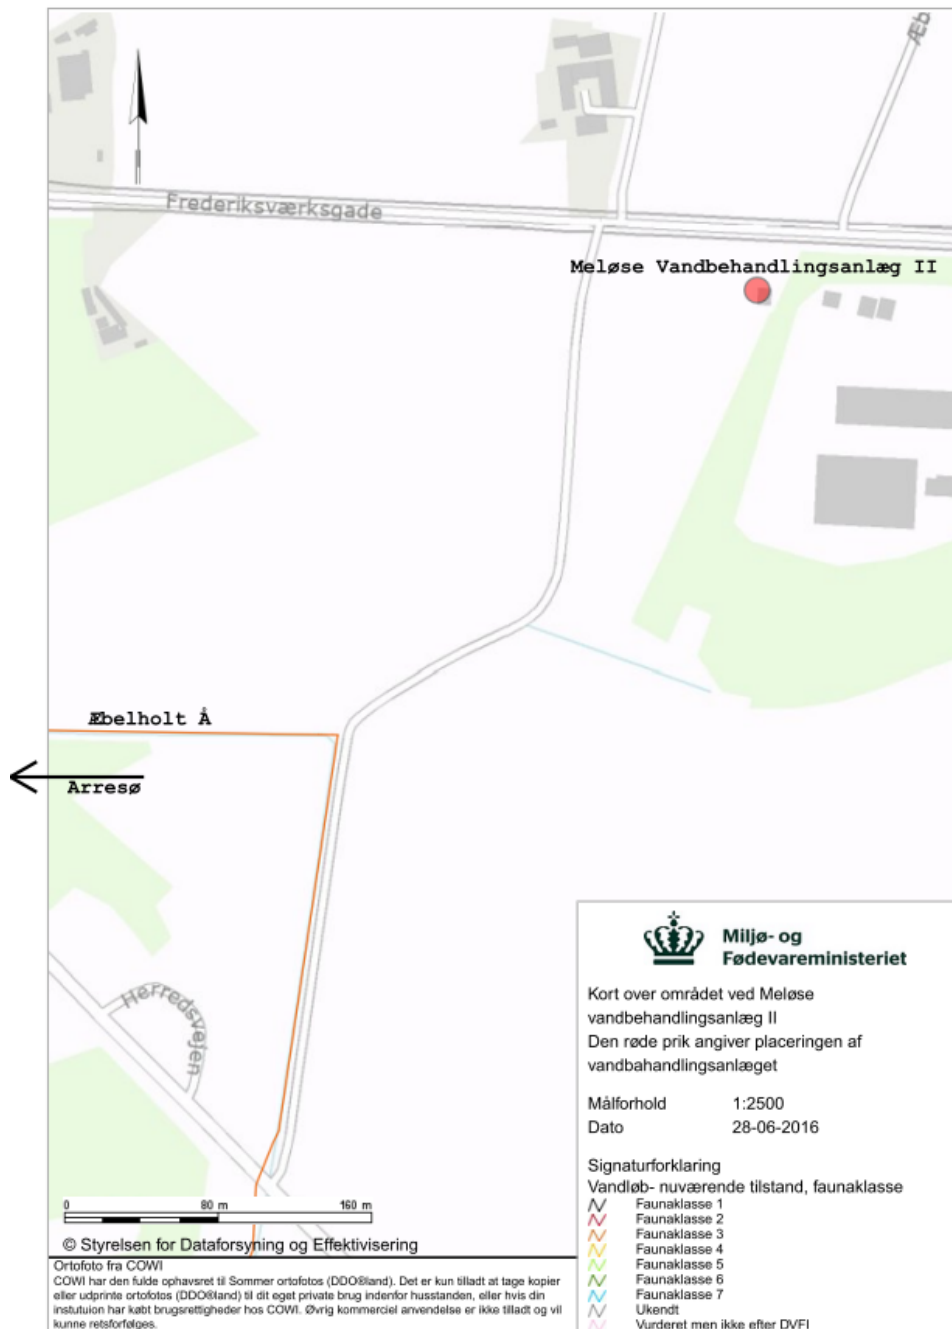 Æb
Frederiksværksgade
Meløse Vandbehandlingsanlæg II
Æbelholt Å
Arresø
Herredsvejen
Miljø- og
Fødevareministeriet
Kort over området ved Meløse
vandbehandlingsanlæg II
Den røde prik angiver placeringen af
vandbahandlingsanlæget
Målforhold 1:2500
Dato 28-06-2016
Signaturforklaring
Vandløb- nuværende tilstand, faunaklasse
Faunaklasse 1
Faunaklasse 2
Faunaklasse 3
Faunaklasse 4
Faunaklasse 5
Faunaklasse 6
Faunaklasse 7
Ukendt
Vurderet men ikke efter DVFI
0 80 m 160 m
© Styrelsen for Dataforsyning og Effektivisering
Ortofoto fra COWI
COWI har den fulde ophavsret til Sommer ortofotos (DDO®land). Det er kun tilladt at tage kopier
eller udprinte ortofotos (DDO®land) til dit eget private brug indenfor husstanden, eller hvis din
instutuion har købt brugsrettigheder hos COWI. Øvrig kommerciel anvendelse er ikke tilladt og vil
kunne retsforfølges.